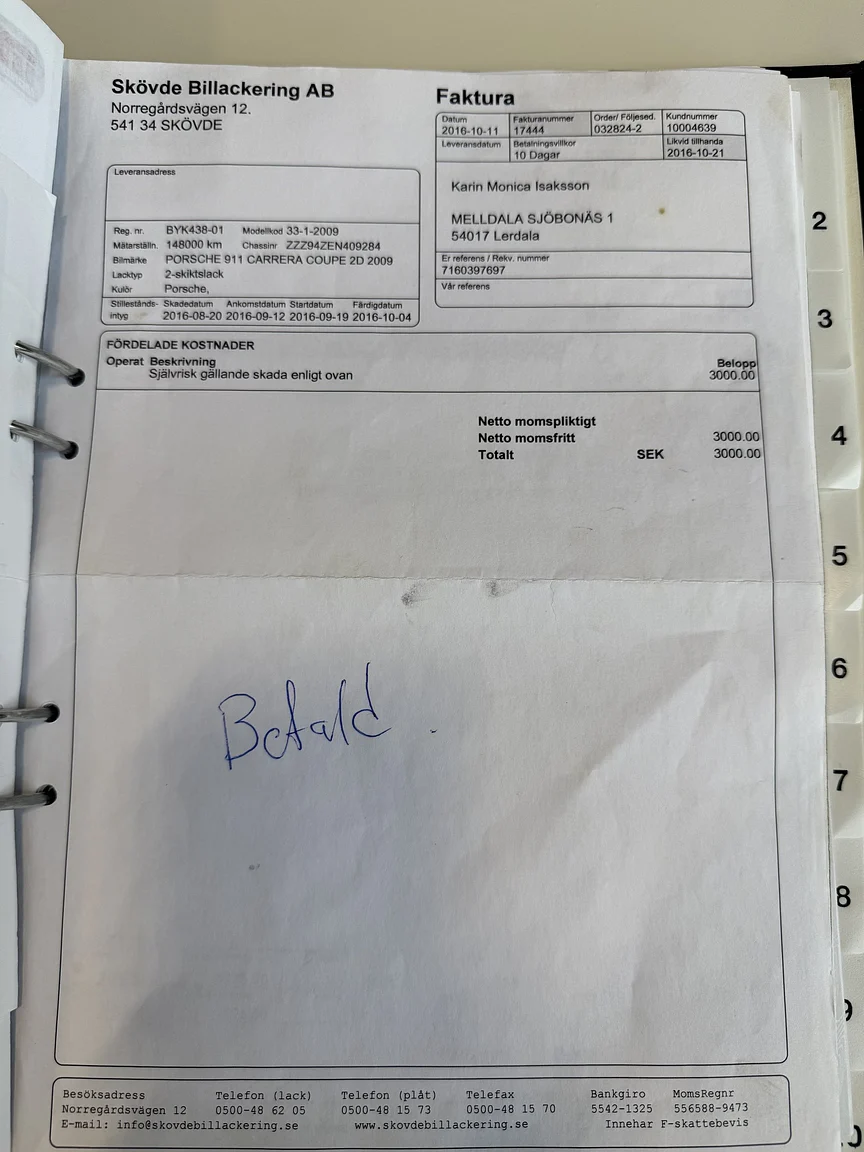 Skövde Billackering AB
Norregårdsvägen 12.
541 34 SKÖVDE
Faktura
Datum Fakturanummer Order/ Följesed. Kundnummer
2016-10-11 17444 032824-2 10004639
Leveransdatum Betalningsvillkor Likvid tillhanda
10 Dagar 2016-10-21
Leveransadress
Karin Monica Isaksson
MELLDALA SJÖBONÄS 1
54017 Lerdala
Reg. nr. BYK438-01 Modellkod 33-1-2009
Mätarställn. 148000 km Chassinr ZZZ94ZEN409284
Bilmärke PORSCHE 911 CARRERA COUPE 2D 2009
Lacktyp 2-skiktslack
Kulör Porsche,
Er referens / Rekv. nummer
7160397697
Vår referens
Stillestånds- Skadedatum Ankomstdatum Startdatum Färdigdatum
intyg 2016-08-20 2016-09-12 2016-09-19 2016-10-04
FÖRDELADE KOSTNADER
Operat Beskrivning Belopp
Självrisk gällande skada enligt ovan 3000.00
Netto momspliktigt
Netto momsfritt 3000.00
Totalt SEK 3000.00
Betald.
Besöksadress Telefon (lack) Telefon (plåt) Telefax Bankgiro MomsRegnr
Norregårdsvägen 12 0500-48 62 05 0500-48 15 73 0500-48 15 70 5542-1325 556588-9473
E-mail: info@skovdebillackering.se www.skovdebillackering.se Innehar F-skattebevis
2
3
4
5
6
7
8
9